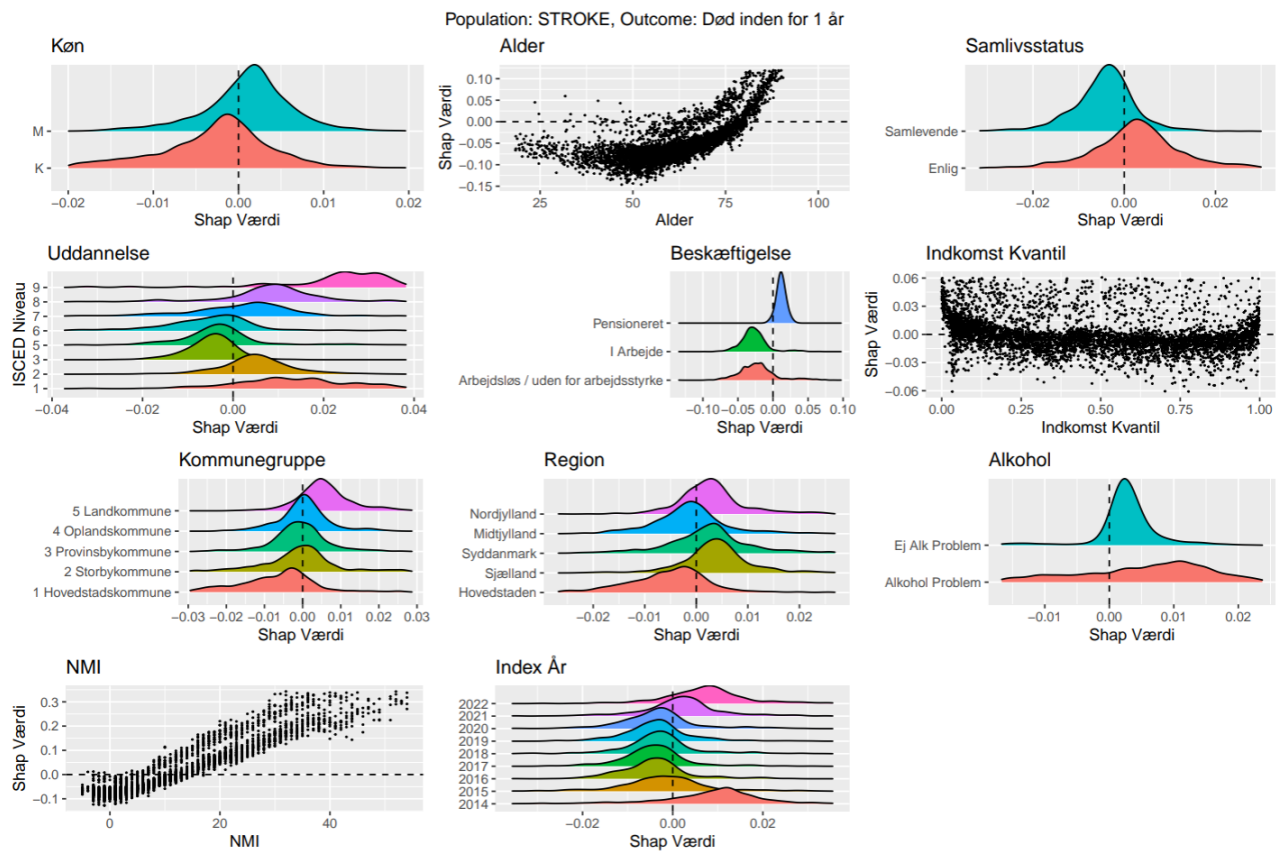 Population: STROKE, Outcome: Død inden for 1 år
Køn
M
K
−0.02 −0.01 0.00 0.01 0.02
Shap Værdi
Alder
Shap Værdi
0.10
0.05
0.00
−0.05
−0.10
−0.15
25 50 75 100
Alder
Samlivsstatus
Samlevende
Enlig
−0.02 0.00 0.02
Shap Værdi
Uddannelse
ISCED Niveau
9
8
7
6
5
3
2
1
−0.04 −0.02 0.00 0.02 0.04
Shap Værdi
Beskæftigelse
Pensioneret
I Arbejde
Arbejdsløs / uden for arbejdsstyrke
−0.10 −0.05 0.00 0.05 0.10
Shap Værdi
Indkomst Kvantil
Shap Værdi
0.06
0.03
0.00
−0.03
−0.06
0.00 0.25 0.50 0.75 1.00
Indkomst Kvantil
Kommunegruppe
5 Landkommune
4 Oplandskommune
3 Provinsbykommune
2 Storbykommune
1 Hovedstadskommune
−0.03 −0.02 −0.01 0.00 0.01 0.02 0.03
Shap Værdi
Region
Nordjylland
Midtjylland
Syddanmark
Sjælland
Hovedstaden
−0.02 −0.01 0.00 0.01 0.02
Shap Værdi
Alkohol
Ej Alk Problem
Alkohol Problem
−0.01 0.00 0.01 0.02
Shap Værdi
NMI
Shap Værdi
0.3
0.2
0.1
0.0
−0.1
0 20 40
NMI
Index År
2022
2021
2020
2019
2018
2017
2016
2015
2014
−0.02 0.00 0.02
Shap Værdi